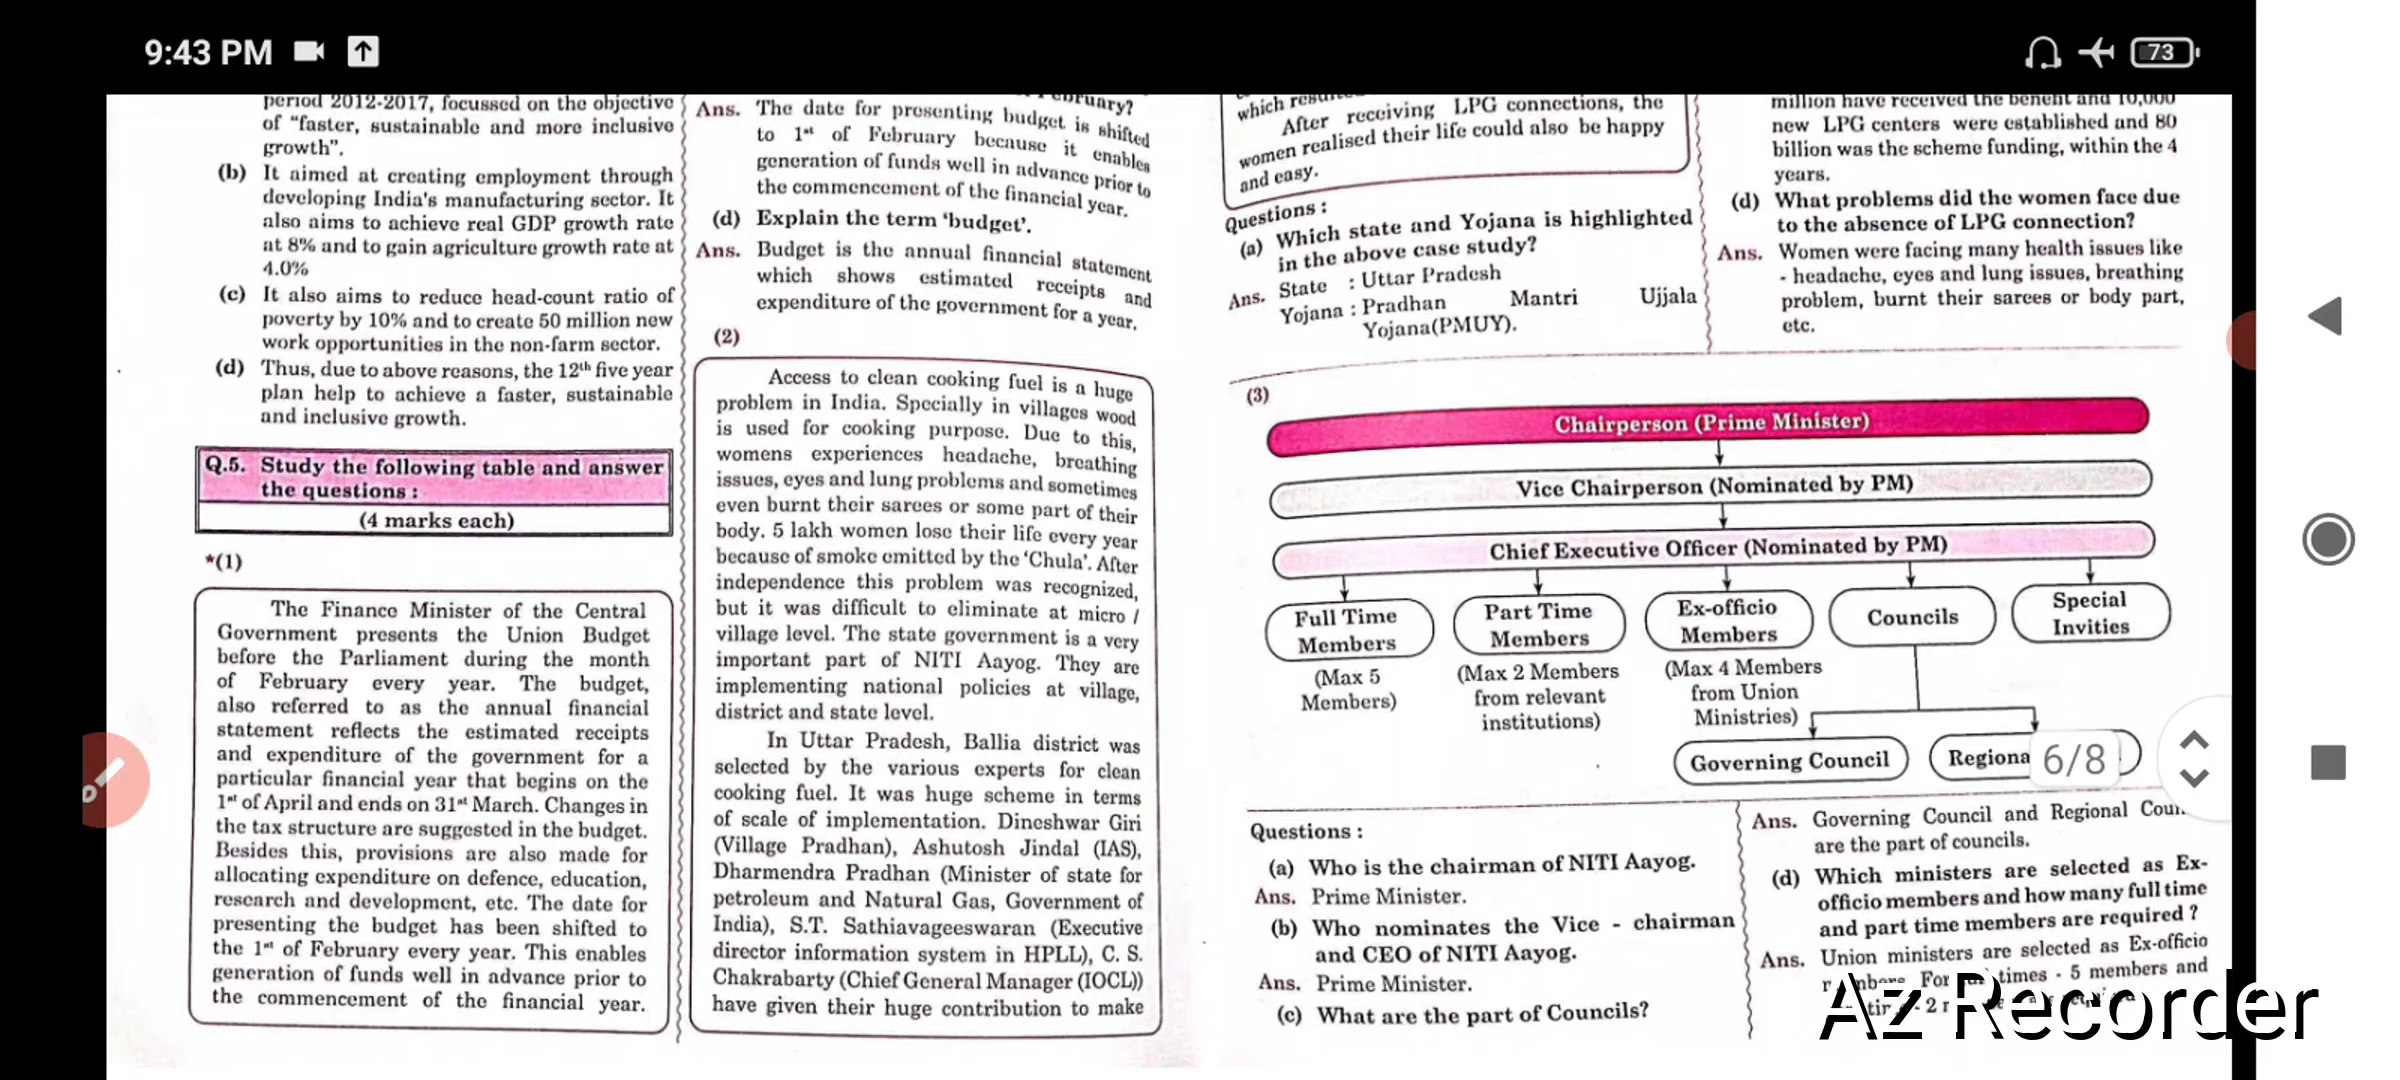 9:43 PM
73
period 2012-2017, focussed on the objective
of "faster, sustainable and more inclusive
growth".
(b) It aimed at creating employment through
developing India's manufacturing sector. It
also aims to achieve real GDP growth rate
at 8% and to gain agriculture growth rate at
4.0%
(c) It also aims to reduce head-count ratio of
poverty by 10% and to create 50 million new
work opportunities in the non-farm sector.
(d) Thus, due to above reasons, the 12th five year
plan help to achieve a faster, sustainable
and inclusive growth.
Q.5. Study the following table and answer
the questions :
(4 marks each)
*(1)
The Finance Minister of the Central
Government presents the Union Budget
before the Parliament during the month
of February every year. The budget,
also referred to as the annual financial
statement reflects the estimated receipts
and expenditure of the government for a
particular financial year that begins on the
1st of April and ends on 31st March. Changes in
the tax structure are suggested in the budget.
Besides this, provisions are also made for
allocating expenditure on defence, education,
research and development, etc. The date for
presenting the budget has been shifted to
the 1st of February every year. This enables
generation of funds well in advance prior to
the commencement of the financial year.
February?
Ans. The date for presenting budget is shifted
to 1st of February because it enables
generation of funds well in advance prior to
the commencement of the financial year.
(d) Explain the term 'budget'.
Ans. Budget is the annual financial statement
which shows estimated receipts and
expenditure of the government for a year.
(2)
Access to clean cooking fuel is a huge
problem in India. Specially in villages wood
is used for cooking purpose. Due to this,
womens experiences headache, breathing
issues, eyes and lung problems and sometimes
even burnt their sarees or some part of their
body. 5 lakh women lose their life every year
because of smoke emitted by the 'Chula'. After
independence this problem was recognized,
but it was difficult to eliminate at micro /
village level. The state government is a very
important part of NITI Aayog. They are
implementing national policies at village,
district and state level.
In Uttar Pradesh, Ballia district was
selected by the various experts for clean
cooking fuel. It was huge scheme in terms
of scale of implementation. Dineshwar Giri
(Village Pradhan), Ashutosh Jindal (IAS),
Dharmendra Pradhan (Minister of state for
petroleum and Natural Gas, Government of
India), S.T. Sathiavageeswaran (Executive
director information system in HPLL), C. S.
Chakrabarty (Chief General Manager (IOCL))
have given their huge contribution to make
which
After receiving LPG connections, the
women realised their life could also be happy
and easy.
Questions :
(a) Which state and Yojana is highlighted
in the above case study?
Ans. State : Uttar Pradesh
Yojana : Pradhan Mantri Ujjala
Yojana(PMUY).
million have received the benefit and 10,000
new LPG centers were established and 80
billion was the scheme funding, within the 4
years.
(d) What problems did the women face due
to the absence of LPG connection?
Ans. Women were facing many health issues like
- headache, eyes and lung issues, breathing
problem, burnt their sarees or body part,
etc.
(3)
Chairperson (Prime Minister)
Vice Chairperson (Nominated by PM)
Chief Executive Officer (Nominated by PM)
Full Time
Members
(Max 5
Members)
Part Time
Members
(Max 2 Members
from relevant
institutions)
Ex-officio
Members
(Max 4 Members
from Union
Ministries)
Councils
Special
Invities
Governing Council
Regiona
6/8
Questions :
(a) Who is the chairman of NITI Aayog.
Ans. Prime Minister.
(b) Who nominates the Vice - chairman
and CEO of NITI Aayog.
Ans. Prime Minister.
(c) What are the part of Councils?
Ans. Governing Council and Regional
are the part of councils.
(d) Which ministers are selected as Ex-
officio members and how many full time
and part time members are required ?
Ans. Union ministers are selected as Ex-officio
For times - 5 members and
- 2
Az Recorder